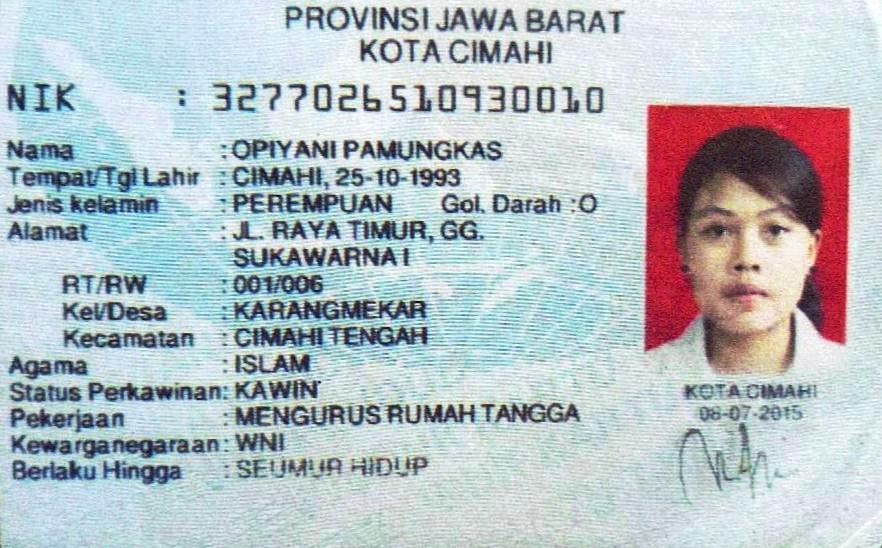 PROVINSI JAWA BARAT
KOTA CIMAHI
NIK : 3277026510930010
Nama : OPIYANI PAMUNGKAS
Tempat/Tgl Lahir : CIMAHI, 25-10-1993
Jenis kelamin : PEREMPUAN Gol. Darah : O
Alamat : JL. RAYA TIMUR, GG.
SUKAWARNA I
RT/RW : 001/006
Kel/Desa : KARANGMEKAR
Kecamatan : CIMAHI TENGAH
Agama : ISLAM
Status Perkawinan: KAWIN
Pekerjaan : MENGURUS RUMAH TANGGA
Kewarganegaraan: WNI
Berlaku Hingga : SEUMUR HIDUP
KOTA CIMAHI
08-07-2015